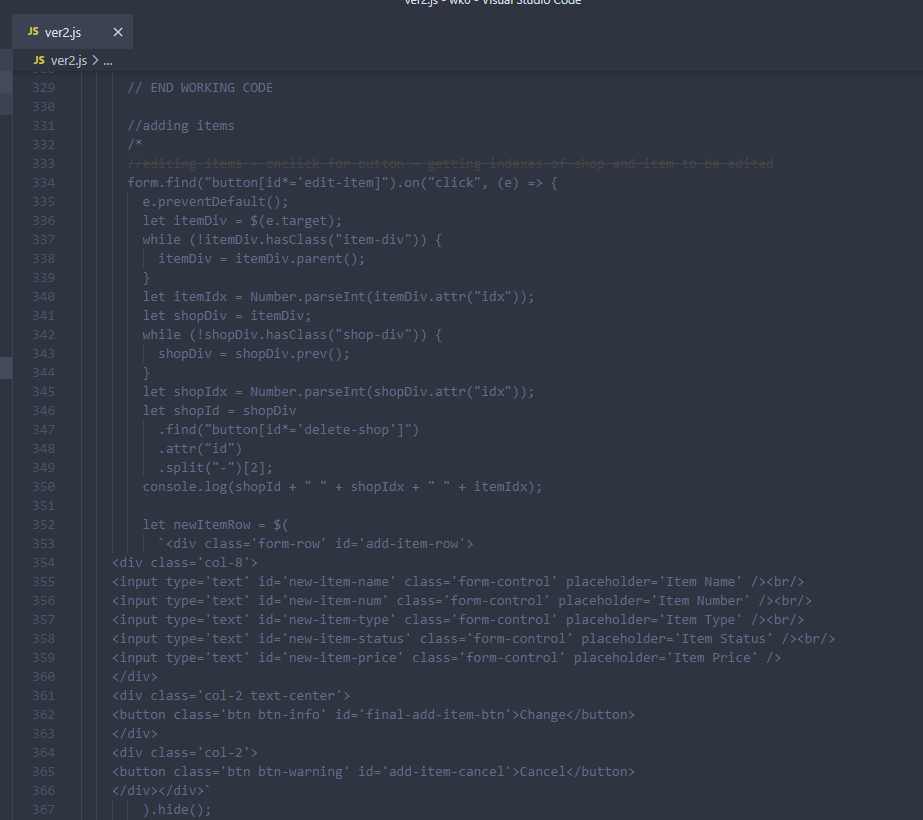 ver2.js - wk6 - Visual Studio Code
JS ver2.js ×
JS ver2.js > ...
329 // END WORKING CODE
330
331 //adding items
332 /*
333 //editing items - onclick for button - getting indexes of shop and item to be edited
334 form.find("button[id*='edit-item]").on("click", (e) => {
335 e.preventDefault();
336 let itemDiv = $(e.target);
337 while (!itemDiv.hasClass("item-div")) {
338 itemDiv = itemDiv.parent();
339 }
340 let itemIdx = Number.parseInt(itemDiv.attr("idx"));
341 let shopDiv = itemDiv;
342 while (!shopDiv.hasClass("shop-div")) {
343 shopDiv = shopDiv.prev();
344 }
345 let shopIdx = Number.parseInt(shopDiv.attr("idx"));
346 let shopId = shopDiv
347 .find("button[id*='delete-shop']")
348 .attr("id")
349 .split("-")[2];
350 console.log(shopId + " " + shopIdx + " " + itemIdx);
351
352 let newItemRow = $(
353 `<div class='form-row' id='add-item-row'>
354 <div class='col-8'>
355 <input type='text' id='new-item-name' class='form-control' placeholder='Item Name' /><br/>
356 <input type='text' id='new-item-num' class='form-control' placeholder='Item Number' /><br/>
357 <input type='text' id='new-item-type' class='form-control' placeholder='Item Type' /><br/>
358 <input type='text' id='new-item-status' class='form-control' placeholder='Item Status' /><br/>
359 <input type='text' id='new-item-price' class='form-control' placeholder='Item Price' />
360 </div>
361 <div class='col-2 text-center'>
362 <button class='btn btn-info' id='final-add-item-btn'>Change</button>
363 </div>
364 <div class='col-2'>
365 <button class='btn btn-warning' id='add-item-cancel'>Cancel</button>
366 </div></div>`
367 ).hide();